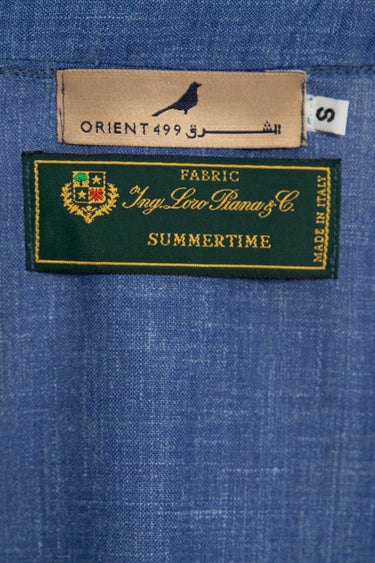 ORIENT 499 الشرق
S
FABRIC
Ing. Loro Piana & C.
SUMMERTIME
MADE IN ITALY